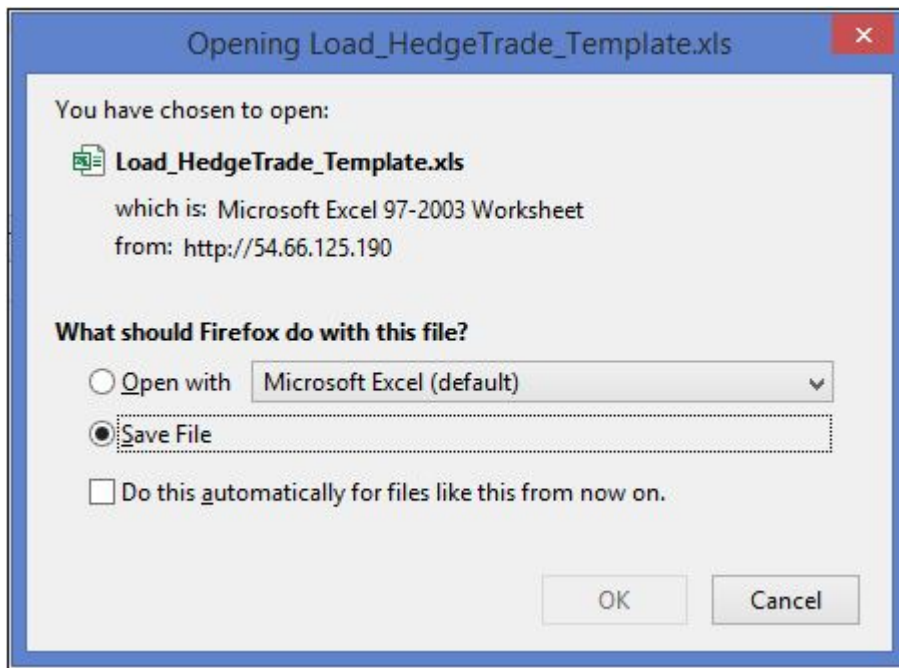 Opening Load_HedgeTrade_Template.xls
You have chosen to open:
Load_HedgeTrade_Template.xls
which is: Microsoft Excel 97-2003 Worksheet
from: http://54.66.125.190
What should Firefox do with this file?
Open with Microsoft Excel (default)
Save File
Do this automatically for files like this from now on.
OK Cancel